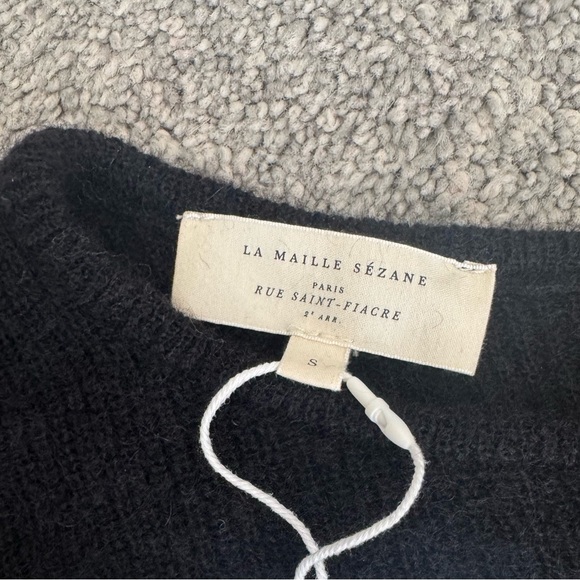 LA MAILLE SÉZANE
PARIS
RUE SAINT-FIACRE
2ᵉ ARR.
S